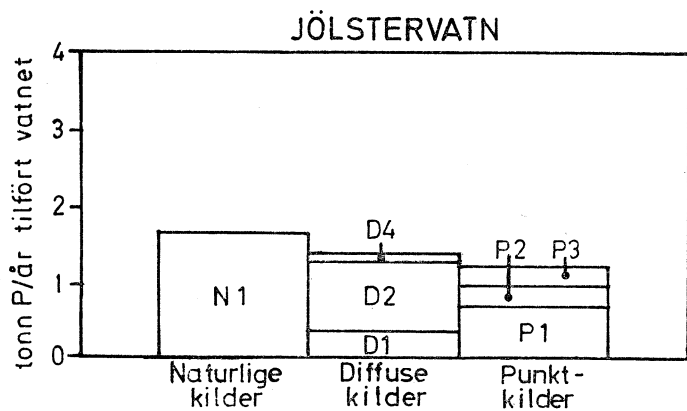 JÖLSTERVATN
tonn P/år tilfört vatnet
4
3
2
1
0
D4
P2 P3
N1
D2
D1
P1
Naturlige kilder
Diffuse kilder
Punkt-
kilder